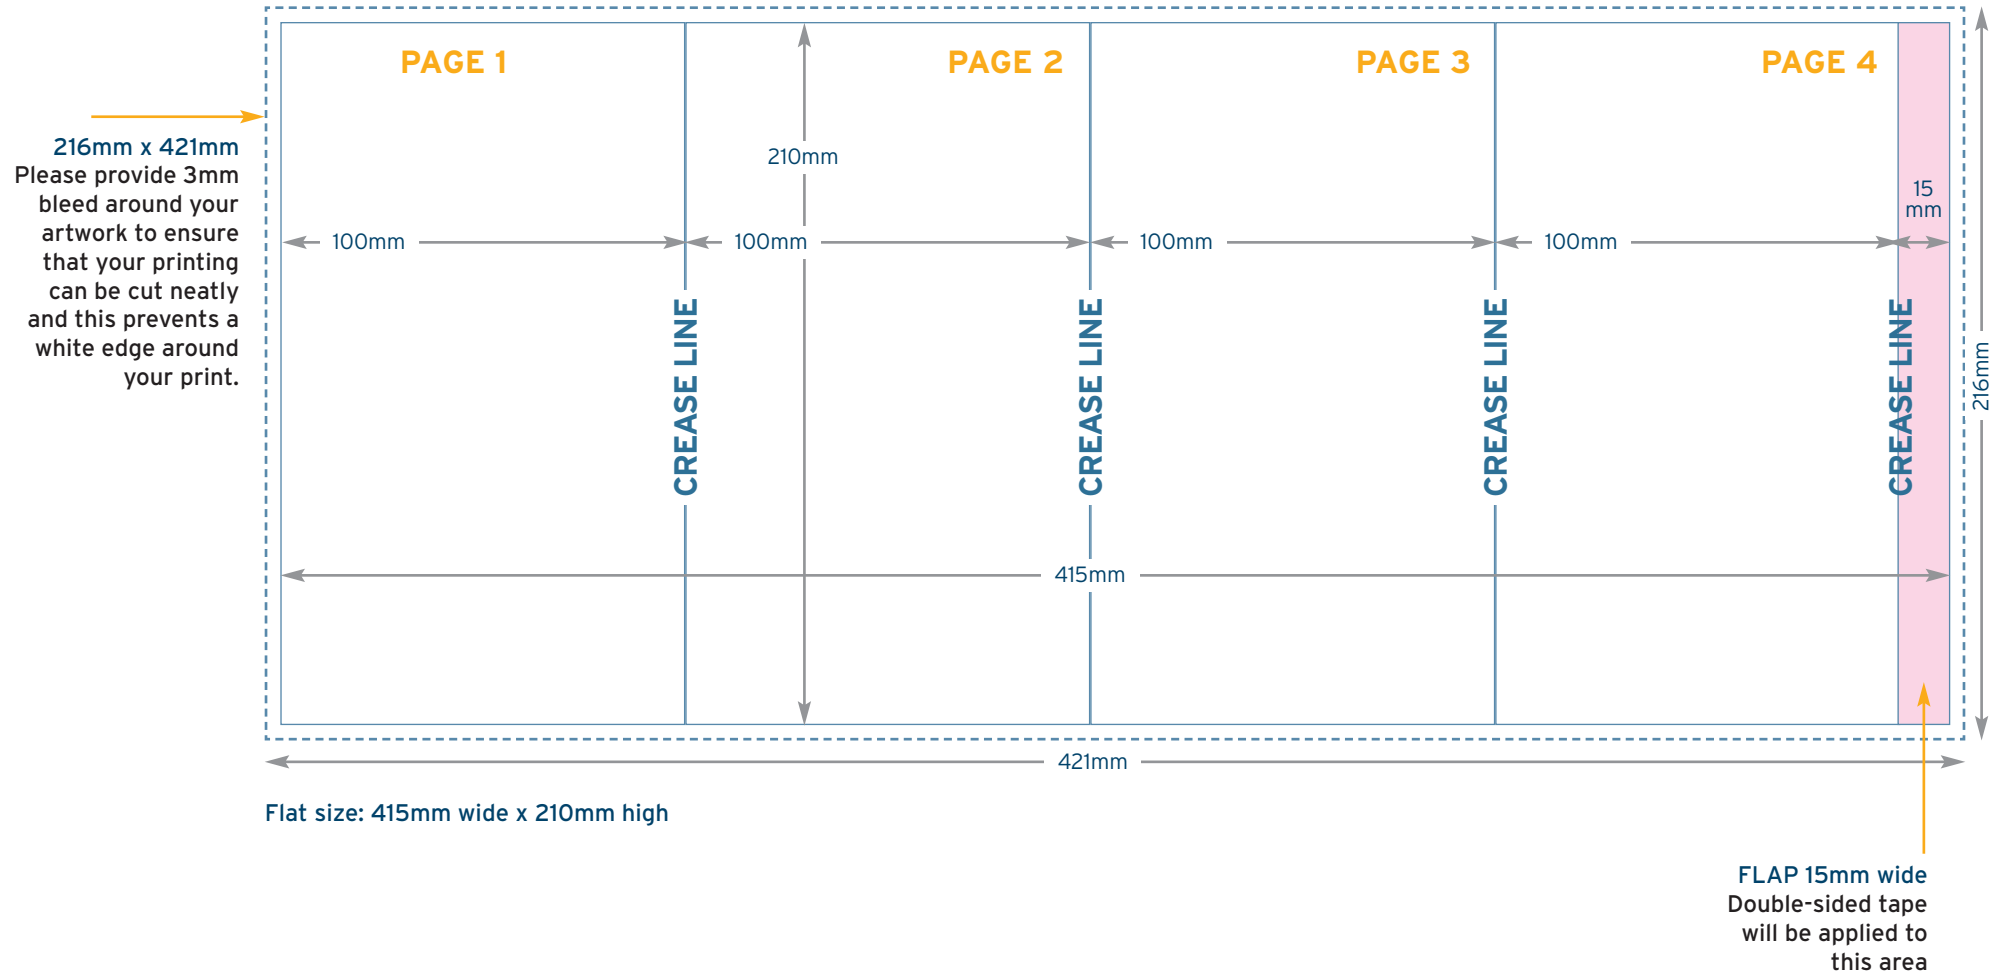 PAGE 1
PAGE 2
PAGE 3
PAGE 4
216mm x 421mm
Please provide 3mm
bleed around your
artwork to ensure
that your printing
can be cut neatly
and this prevents a
white edge around
your print.
210mm
15
mm
100mm
100mm
100mm
100mm
CREASE LINE
CREASE LINE
CREASE LINE
CREASE LINE
216mm
415mm
421mm
Flat size: 415mm wide x 210mm high
FLAP 15mm wide
Double-sided tape
will be applied to
this area